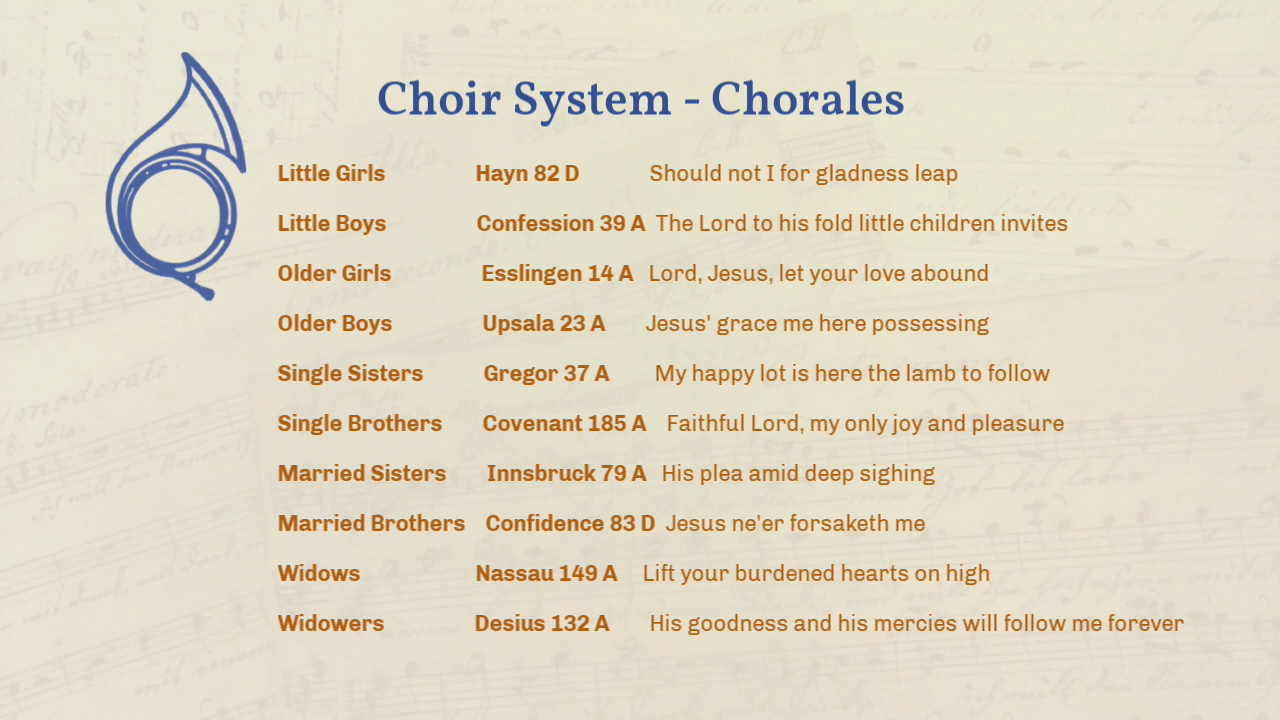 Choir System - Chorales
Little Girls Hayn 82 D Should not I for gladness leap
Little Boys Confession 39 A The Lord to his fold little children invites
Older Girls Esslingen 14 A Lord, Jesus, let your love abound
Older Boys Upsala 23 A Jesus' grace me here possessing
Single Sisters Gregor 37 A My happy lot is here the lamb to follow
Single Brothers Covenant 185 A Faithful Lord, my only joy and pleasure
Married Sisters Innsbruck 79 A His plea amid deep sighing
Married Brothers Confidence 83 D Jesus ne'er forsaketh me
Widows Nassau 149 A Lift your burdened hearts on high
Widowers Desius 132 A His goodness and his mercies will follow me forever